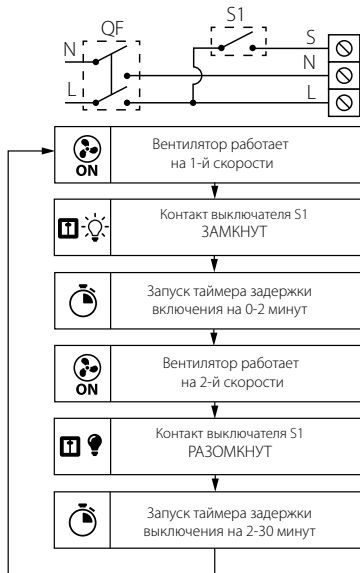 QF
S1
N
S
N
L
L
ON
Вентилятор работает
на 1-й скорости
Контакт выключателя S1
ЗАМКНУТ
Запуск таймера задержки
включения на 0-2 минут
ON
Вентилятор работает
на 2-й скорости
Контакт выключателя S1
РАЗОМКНУТ
Запуск таймера задержки
выключения на 2-30 минут